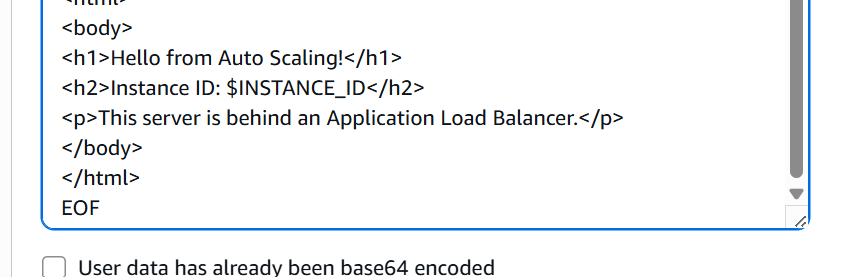 <html>
<body>
<h1>Hello from Auto Scaling!</h1>
<h2>Instance ID: $INSTANCE_ID</h2>
<p>This server is behind an Application Load Balancer.</p>
</body>
</html>
EOF
User data has already been base64 encoded